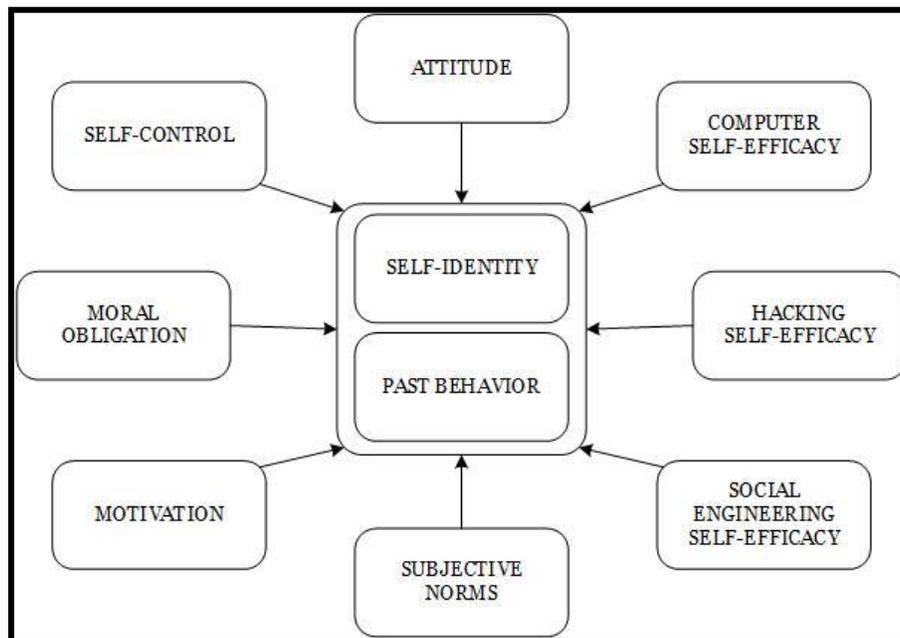 ATTITUDE
SELF-CONTROL
COMPUTER
SELF-EFFICACY
SELF-IDENTITY
MORAL
OBLIGATION
HACKING
SELF-EFFICACY
PAST BEHAVIOR
MOTIVATION
SOCIAL
ENGINEERING
SELF-EFFICACY
SUBJECTIVE
NORMS